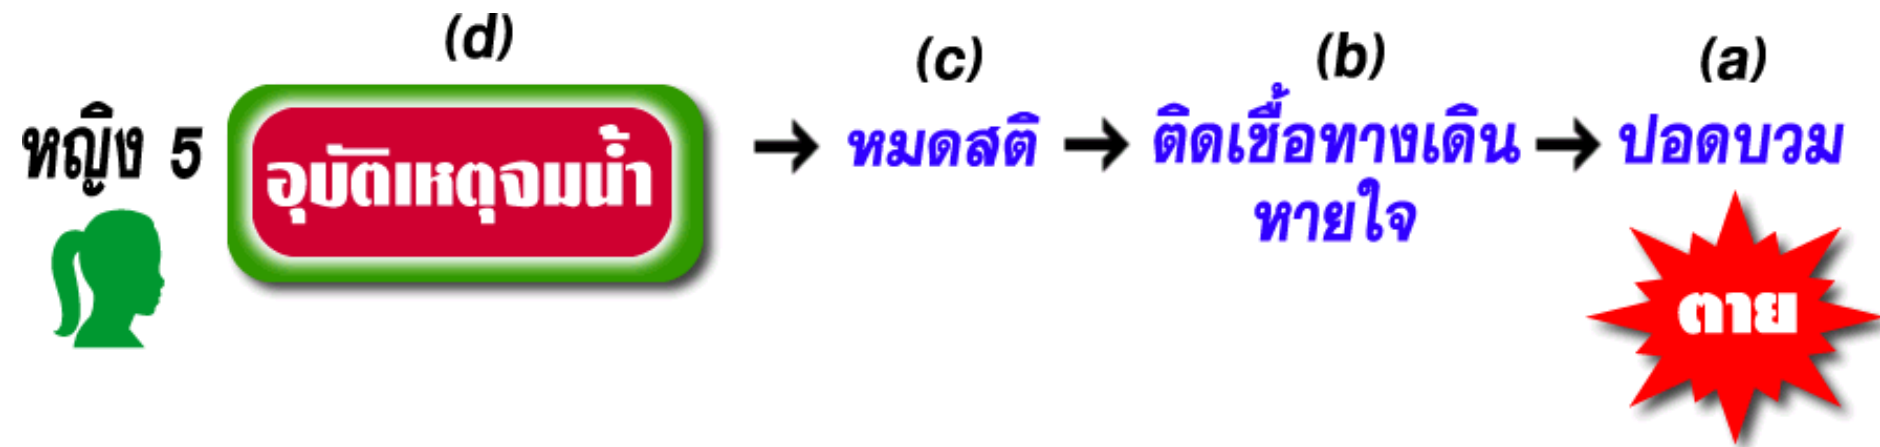 (d) (c) (b) (a)
หญิง 5 อุบัติเหตุจมน้ำ → หมดสติ → ติดเชื้อทางเดิน → ปอดบวม
หายใจ
ตาย